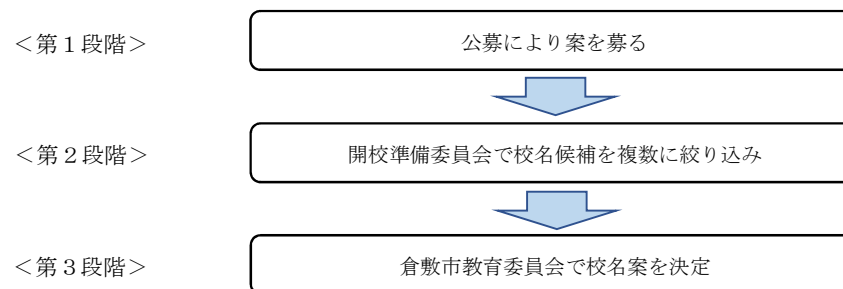 ＜第１段階＞ 公募により案を募る
＜第２段階＞ 開校準備委員会で校名候補を複数に絞り込み
＜第３段階＞ 倉敷市教育委員会で校名案を決定